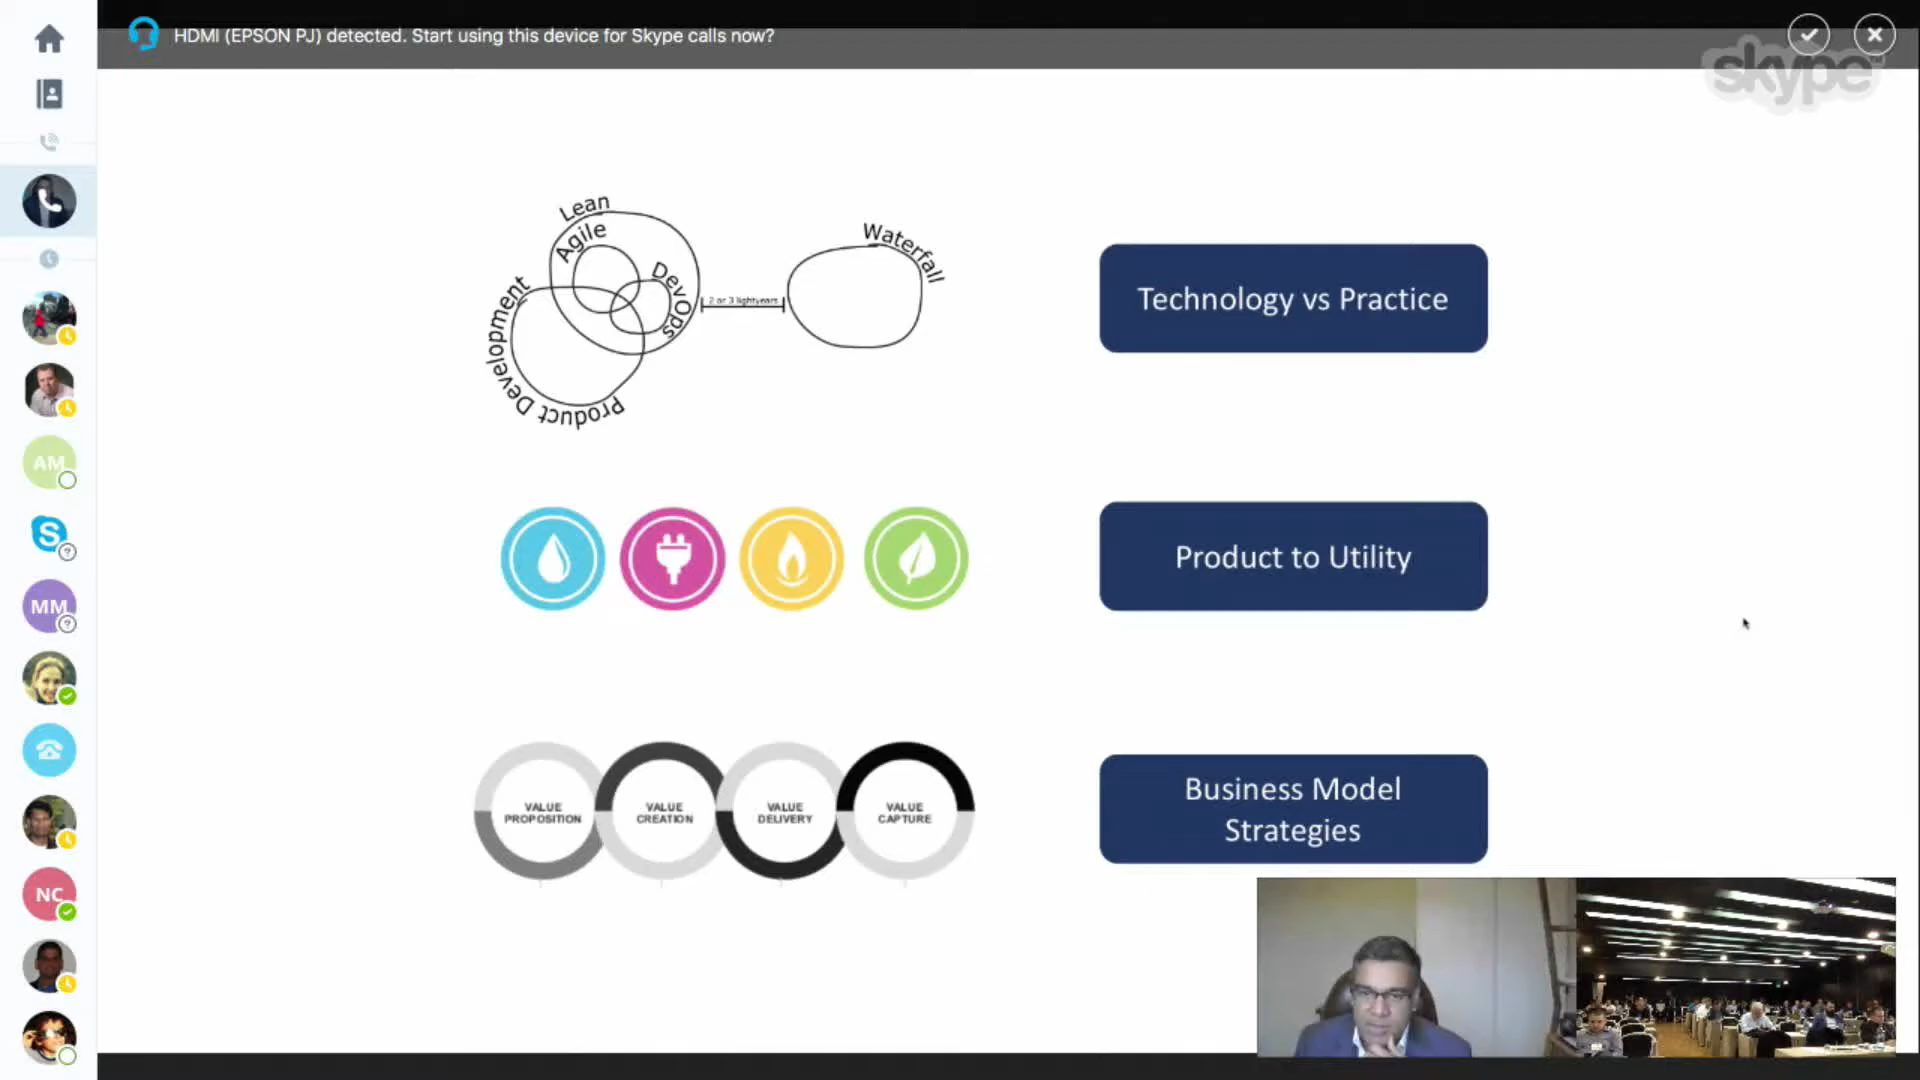 HDMI (EPSON PJ) detected. Start using this device for Skype calls now?
skype
Lean
Agile
DevOps
Product Development
2 or 3 lightyears
Waterfall
Technology vs Practice
AM
S
MM
Product to Utility
VALUE
PROPOSITION
VALUE
CREATION
VALUE
DELIVERY
VALUE
CAPTURE
Business Model
Strategies
NC